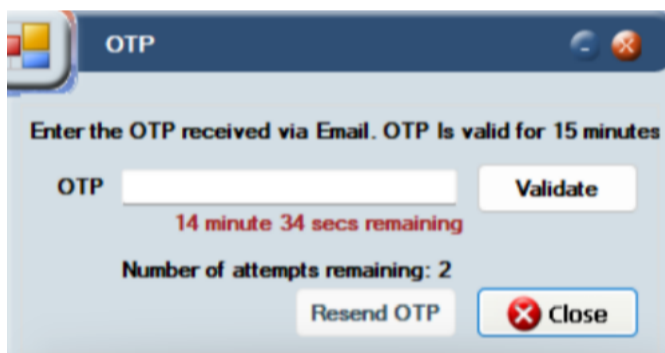 OTP
Enter the OTP received via Email. OTP Is valid for 15 minutes
OTP Validate
14 minute 34 secs remaining
Number of attempts remaining: 2
Resend OTP Close